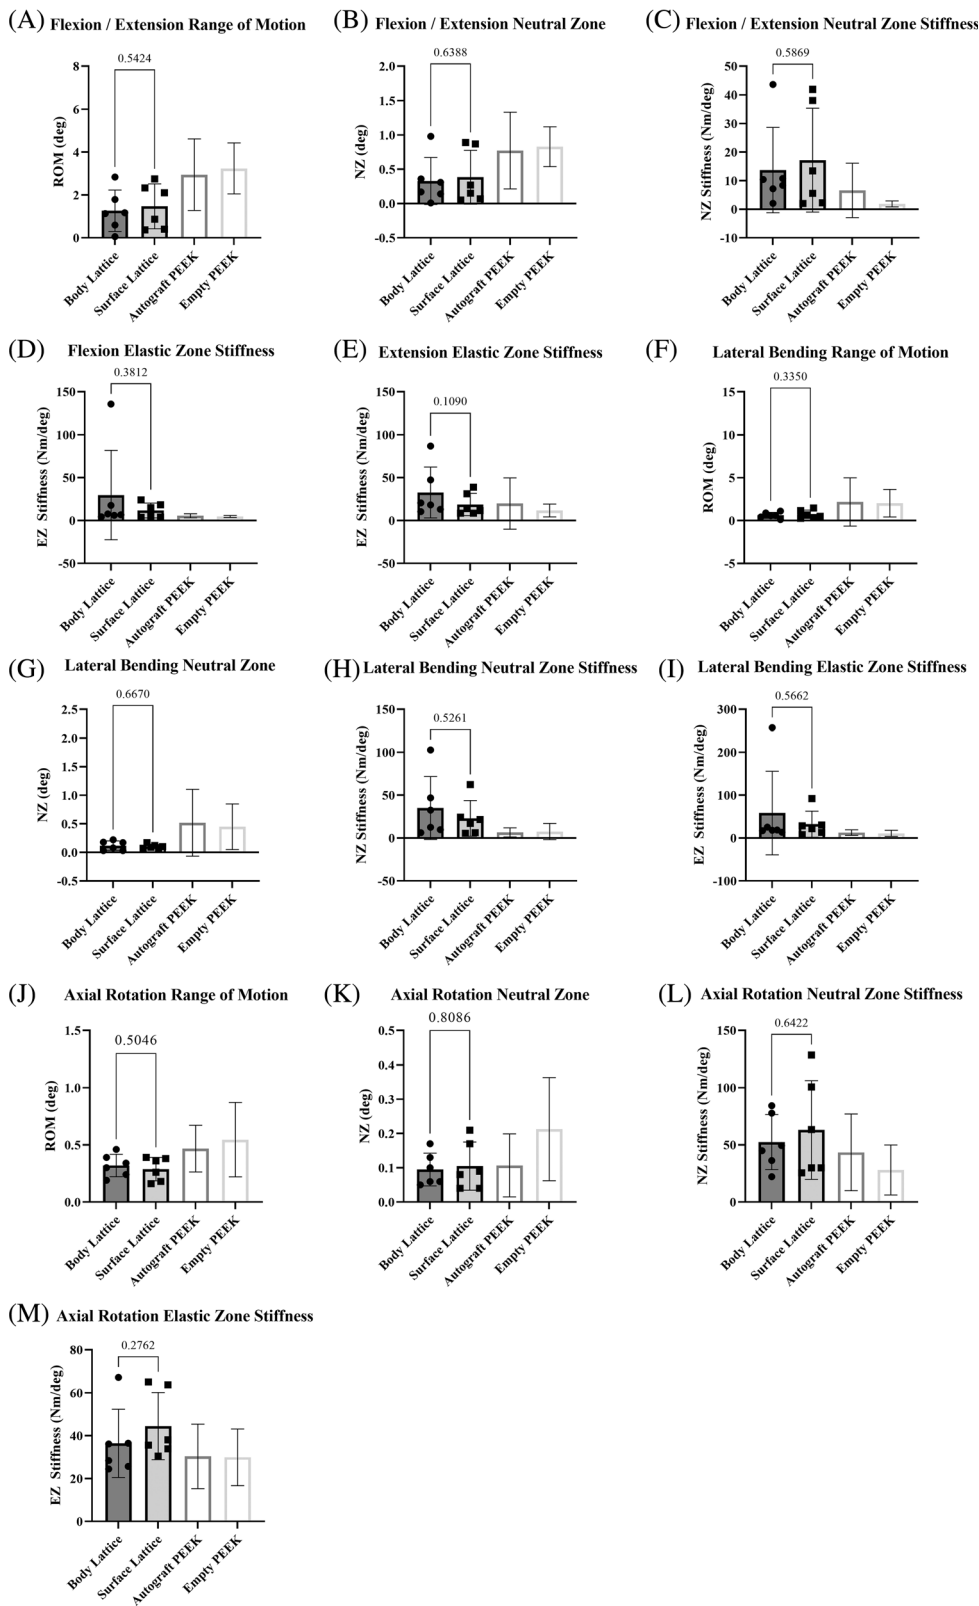 (A) Flexion / Extension Range of Motion
0.5424
ROM (deg)
8
6
4
2
0
Body Lattice
Surface Lattice
Autograft PEEK
Empty PEEK
(B) Flexion / Extension Neutral Zone
0.6388
NZ (deg)
2.0
1.5
1.0
0.5
0.0
-0.5
Body Lattice
Surface Lattice
Autograft PEEK
Empty PEEK
(C) Flexion / Extension Neutral Zone Stiffness
0.5869
NZ Stiffness (Nm/deg)
50
40
30
20
10
0
-10
Body Lattice
Surface Lattice
Autograft PEEK
Empty PEEK
(D) Flexion Elastic Zone Stiffness
0.3812
EZ Stiffness (Nm/deg)
150
100
50
0
-50
Body Lattice
Surface Lattice
Autograft PEEK
Empty PEEK
(E) Extension Elastic Zone Stiffness
0.1090
EZ Stiffness (Nm/deg)
150
100
50
0
-50
Body Lattice
Surface Lattice
Autograft PEEK
Empty PEEK
(F) Lateral Bending Range of Motion
0.3350
ROM (deg)
15
10
5
0
-5
Body Lattice
Surface Lattice
Autograft PEEK
Empty PEEK
(G) Lateral Bending Neutral Zone
0.6670
NZ (deg)
2.5
2.0
1.5
1.0
0.5
0.0
-0.5
Body Lattice
Surface Lattice
Autograft PEEK
Empty PEEK
(H) Lateral Bending Neutral Zone Stiffness
0.5261
NZ Stiffness (Nm/deg)
150
100
50
0
-50
Body Lattice
Surface Lattice
Autograft PEEK
Empty PEEK
(I) Lateral Bending Elastic Zone Stiffness
0.5662
EZ Stiffness (Nm/deg)
300
200
100
0
-100
Body Lattice
Surface Lattice
Autograft PEEK
Empty PEEK
(J) Axial Rotation Range of Motion
0.5046
ROM (deg)
1.5
1.0
0.5
0.0
Body Lattice
Surface Lattice
Autograft PEEK
Empty PEEK
(K) Axial Rotation Neutral Zone
0.8086
NZ (deg)
0.5
0.4
0.3
0.2
0.1
0.0
Body Lattice
Surface Lattice
Autograft PEEK
Empty PEEK
(L) Axial Rotation Neutral Zone Stiffness
0.6422
NZ Stiffness (Nm/deg)
150
100
50
0
Body Lattice
Surface Lattice
Autograft PEEK
Empty PEEK
(M) Axial Rotation Elastic Zone Stiffness
0.2762
EZ Stiffness (Nm/deg)
80
60
40
20
0
Body Lattice
Surface Lattice
Autograft PEEK
Empty PEEK